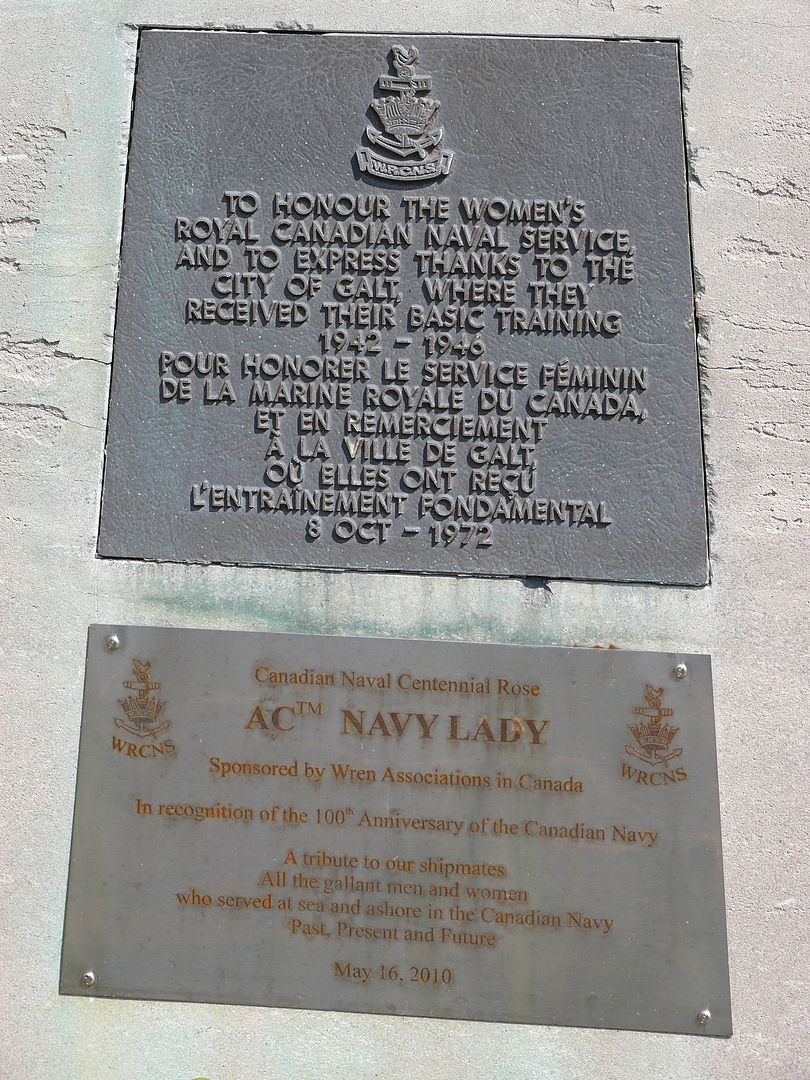 W.R.C.N.S.
TO HONOUR THE WOMEN'S
ROYAL CANADIAN NAVAL SERVICE,
AND TO EXPRESS THANKS TO THE
CITY OF GALT, WHERE THEY
RECEIVED THEIR BASIC TRAINING
1942 - 1946
POUR HONORER LE SERVICE FÉMININ
DE LA MARINE ROYALE DU CANADA,
ET EN REMERCIEMENT
À LA VILLE DE GALT,
OÙ ELLES ONT REÇU
L'ENTRAÎNEMENT FONDAMENTAL
8 OCT - 1972
Canadian Naval Centennial Rose
AC™ NAVY LADY
WRCNS
WRCNS
Sponsored by Wren Associations in Canada
In recognition of the 100th Anniversary of the Canadian Navy
A tribute to our shipmates
All the gallant men and women
who served at sea and ashore in the Canadian Navy
Past, Present and Future
May 16, 2010